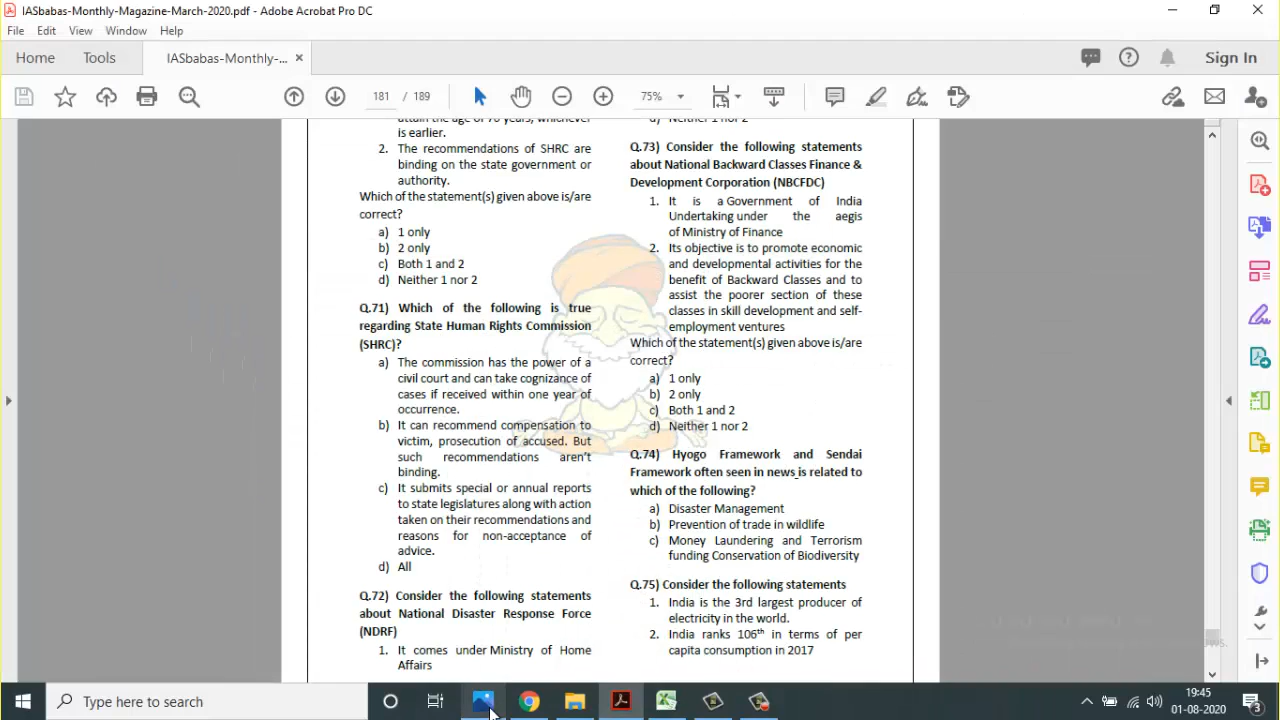 IASbabas-Monthly-Magazine-March-2020.pdf - Adobe Acrobat Pro DC
File Edit View Window Help
Home Tools IASbabas-Monthly-... × Sign In
181 / 189 75%
attain the age of 70 years, whichever
is earlier.
2. The recommendations of SHRC are
binding on the state government or
authority.
Which of the statement(s) given above is/are
correct?
a) 1 only
b) 2 only
c) Both 1 and 2
d) Neither 1 nor 2
Q.71) Which of the following is true
regarding State Human Rights Commission
(SHRC)?
a) The commission has the power of a
civil court and can take cognizance of
cases if received within one year of
occurrence.
b) It can recommend compensation to
victim, prosecution of accused. But
such recommendations aren't
binding.
c) It submits special or annual reports
to state legislatures along with action
taken on their recommendations and
reasons for non-acceptance of
advice.
d) All
Q.72) Consider the following statements
about National Disaster Response Force
(NDRF)
1. It comes under Ministry of Home
Affairs
d) Neither 1 nor 2
Q.73) Consider the following statements
about National Backward Classes Finance &
Development Corporation (NBCFDC)
1. It is a Government of India
Undertaking under the aegis
of Ministry of Finance
2. Its objective is to promote economic
and developmental activities for the
benefit of Backward Classes and to
assist the poorer section of these
classes in skill development and self-
employment ventures
Which of the statement(s) given above is/are
correct?
a) 1 only
b) 2 only
c) Both 1 and 2
d) Neither 1 nor 2
Q.74) Hyogo Framework and Sendai
Framework often seen in news is related to
which of the following?
a) Disaster Management
b) Prevention of trade in wildlife
c) Money Laundering and Terrorism
funding Conservation of Biodiversity
Q.75) Consider the following statements
1. India is the 3rd largest producer of
electricity in the world.
2. India ranks 106th in terms of per
capita consumption in 2017
Type here to search
19:45
01-08-2020
3